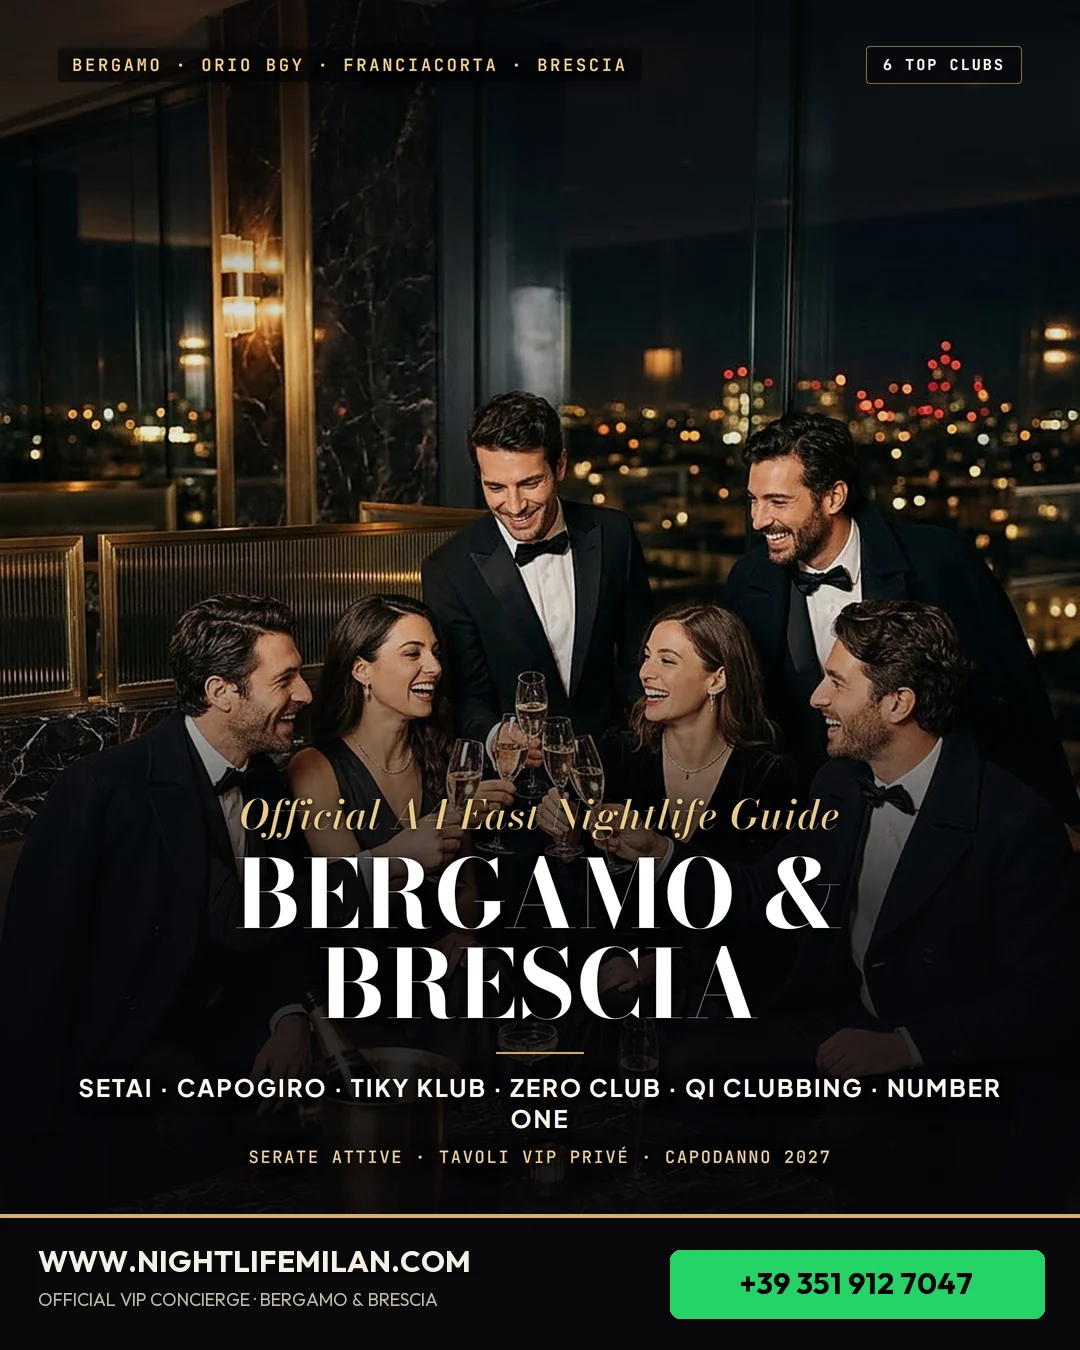 BERGAMO · ORIO BGY · FRANCIACORTA · BRESCIA
6 TOP CLUBS
Official A4 East Nightlife Guide
BERGAMO &
BRESCIA
SETAI · CAPOGIRO · TIKY KLUB · ZERO CLUB · QI CLUBBING · NUMBER
ONE
SERATE ATTIVE · TAVOLI VIP PRIVÉ · CAPODANNO 2027
WWW.NIGHTLIFEMILAN.COM
OFFICIAL VIP CONCIERGE · BERGAMO & BRESCIA
+39 351 912 7047